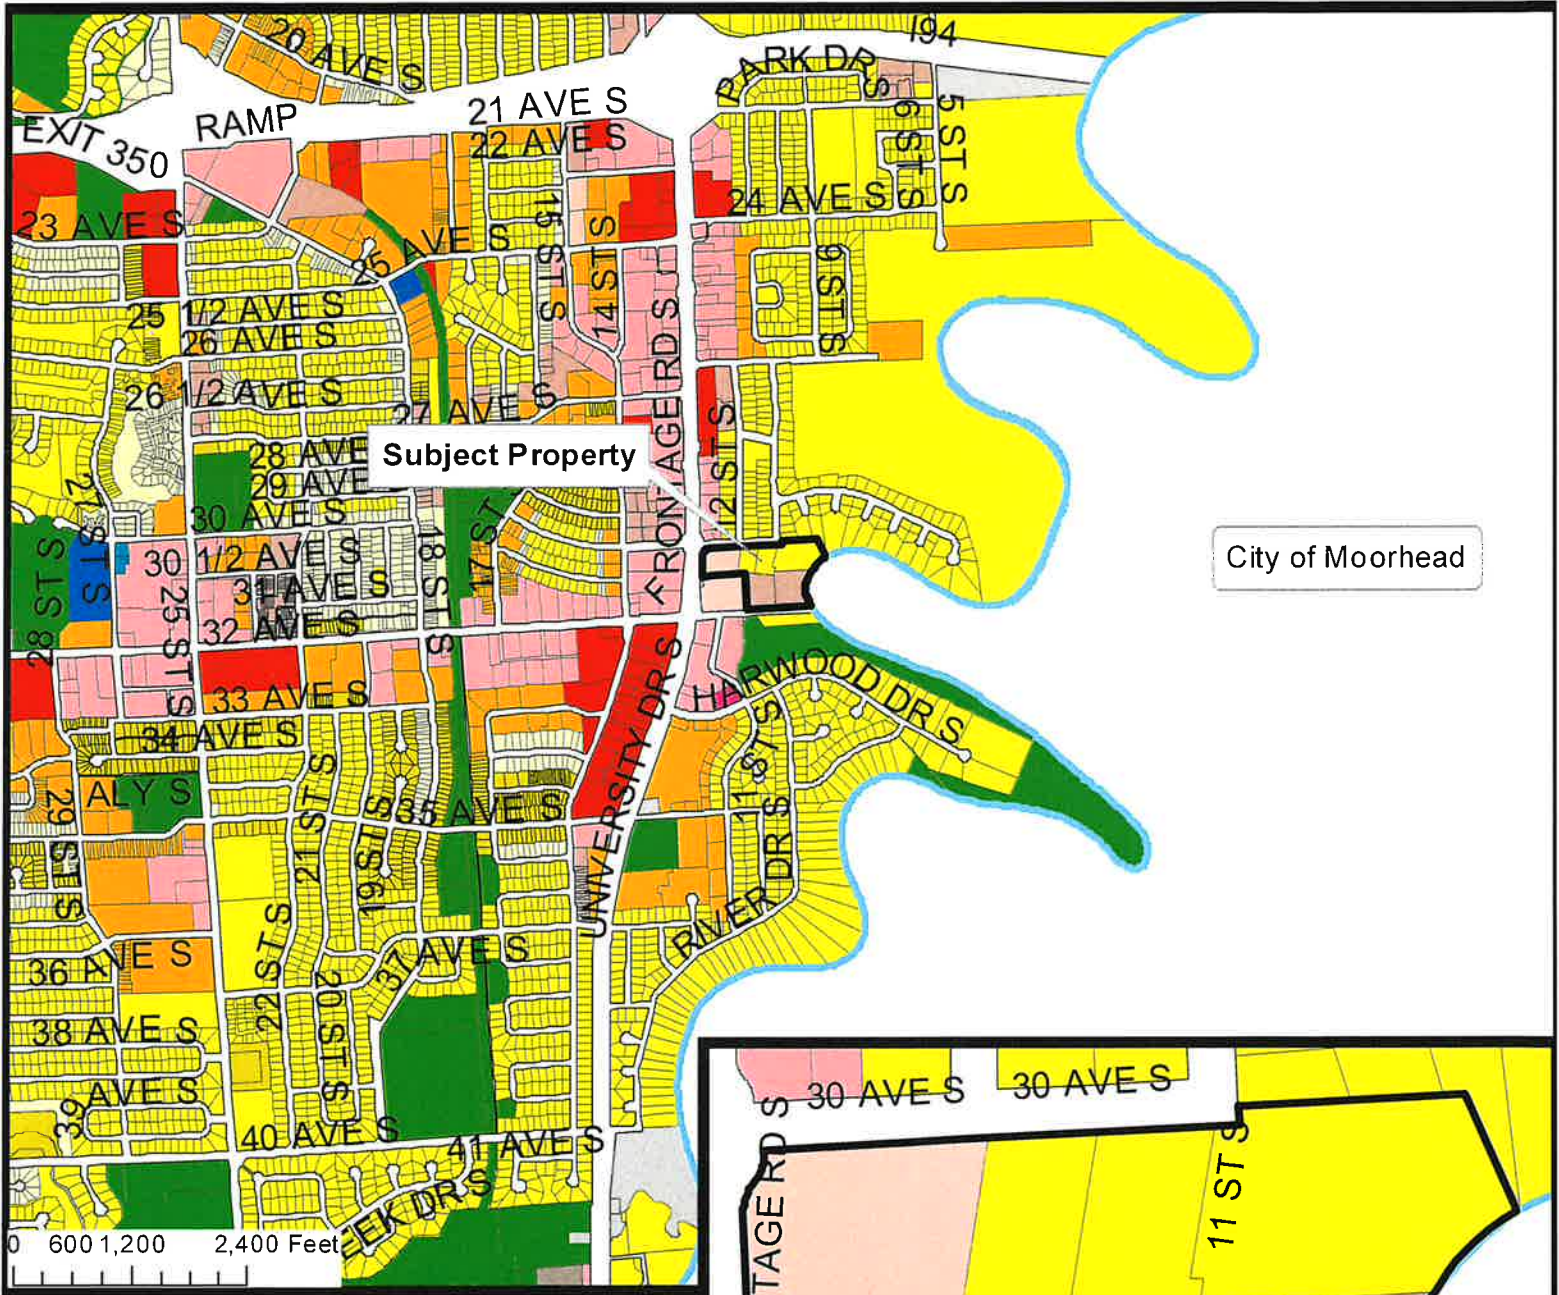 20 AVE S
I94
PARK DR S
EXIT 350
RAMP
21 AVE S
22 AVE S
6 ST S
5 ST S
23 AVE S
24 AVE S
15 ST S
14 ST S
25 AVE S
9 ST S
25 1/2 AVE S
26 AVE S
26 1/2 AVE S
27 AVE S
FRONTAGE RD S
12 ST S
28 AVE
Subject Property
29 AVE
27 ST S
30 AVE S
17 ST
18 ST S
28 ST S
30 1/2 AVE S
City of Moorhead
31 AVE S
25 ST S
32 AVE S
33 AVE S
HARWOOD DR S
UNIVERSITY DR S
34 AVE S
21 ST S
11 ST S
29 ST S
ALY S
35 AVE S
19 ST S
RIVER DR S
22 ST S
36 AVE S
37 AVE S
20 ST S
38 AVE S
39 AVE S
40 AVE S
41 AVE S
EEK DR S
0 600 1,200 2,400 Feet
30 AVE S
30 AVE S
TAGE RD S
11 ST S